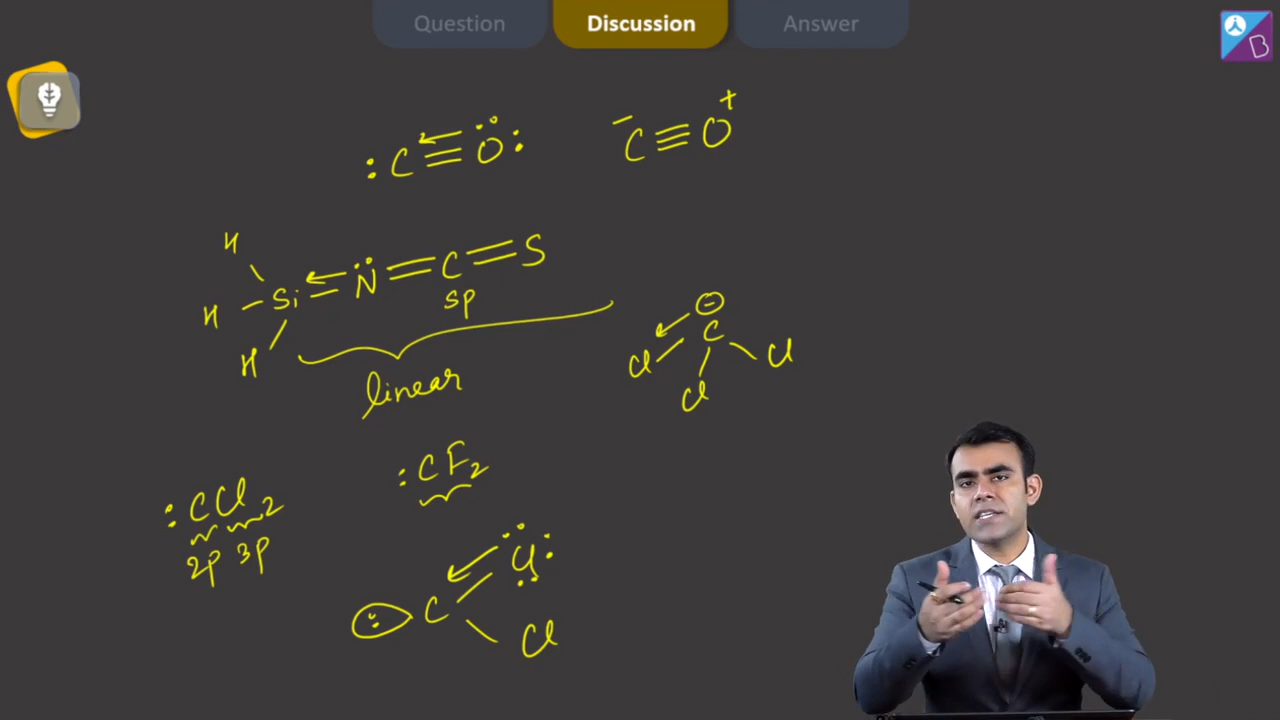 Question Discussion Answer
B
:C≡Ö: ⁻C≡O⁺
H
H Si = N̈ = C = S
H sp
linear
⊖
Cl C Cl
Cl
:CF₂
:CCl₂
2p 3p
: C Cl :
Cl